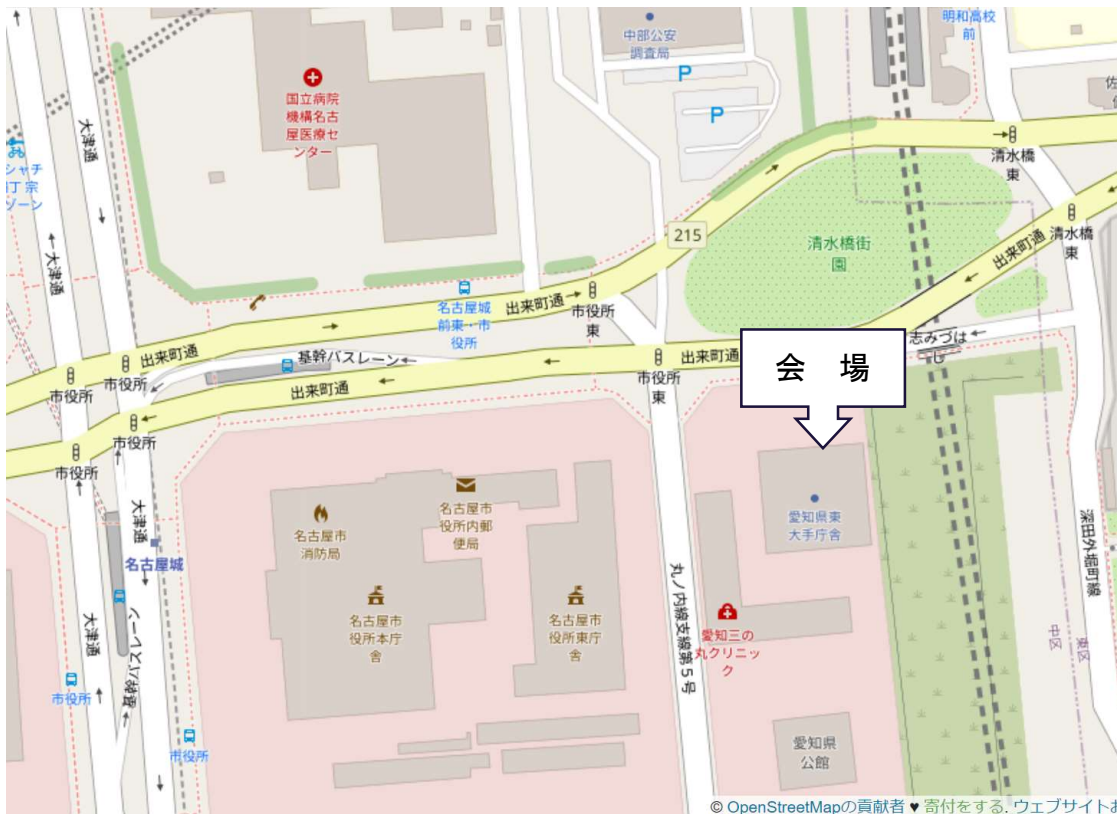 中部公安
調査局
明和高校
前
P
P
国立病院
機構名古
屋医療セ
ンター
大津通
シャチ
丁 宗
ゾーン
大津通
清水橋
東
215
清水橋街
園
清水橋
東
出来町通
名古屋城
前東・市
役所
出来町通
市役所
東
出来町通
市役所
市役所
基幹バスレーン
出来町通
市役所
東
出来町通
志みづは
し
会 場
市役所
市役所
大津通
名古屋城
名古屋市
消防局
名古屋市
役所内郵
便局
愛知県東
大手庁舎
大津通
基幹バスレーン
名古屋市
役所本庁
舎
名古屋市
役所東庁
舎
丸ノ内線支線第5号
愛知三の
丸クリニッ
ク
深田外堀町線
中区
東区
市役所
市役所
愛知県
公館
© OpenStreetMapの貢献者 ♥ 寄付をする. ウェブサイトお